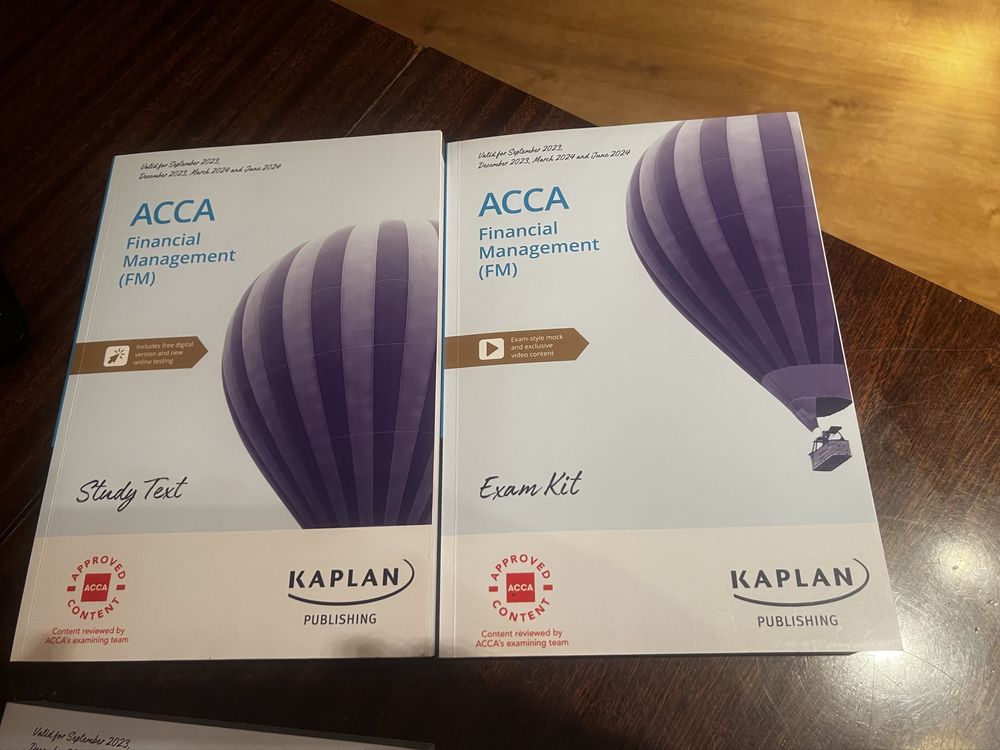 Valid for September 2023,
December 2023, March 2024 and June 2024
ACCA
Financial
Management
(FM)
Includes free digital
version and new
online testing
Study Text
APPROVED
ACCA
CONTENT
Content reviewed by
ACCA's examining team
KAPLAN
PUBLISHING
Valid for September 2023,
December 2023, March 2024 and June 2024
ACCA
Financial
Management
(FM)
Exam-style mock
and exclusive
video content
Exam Kit
APPROVED
ACCA
CONTENT
Content reviewed by
ACCA's examining team
KAPLAN
PUBLISHING
Valid for September 2023,